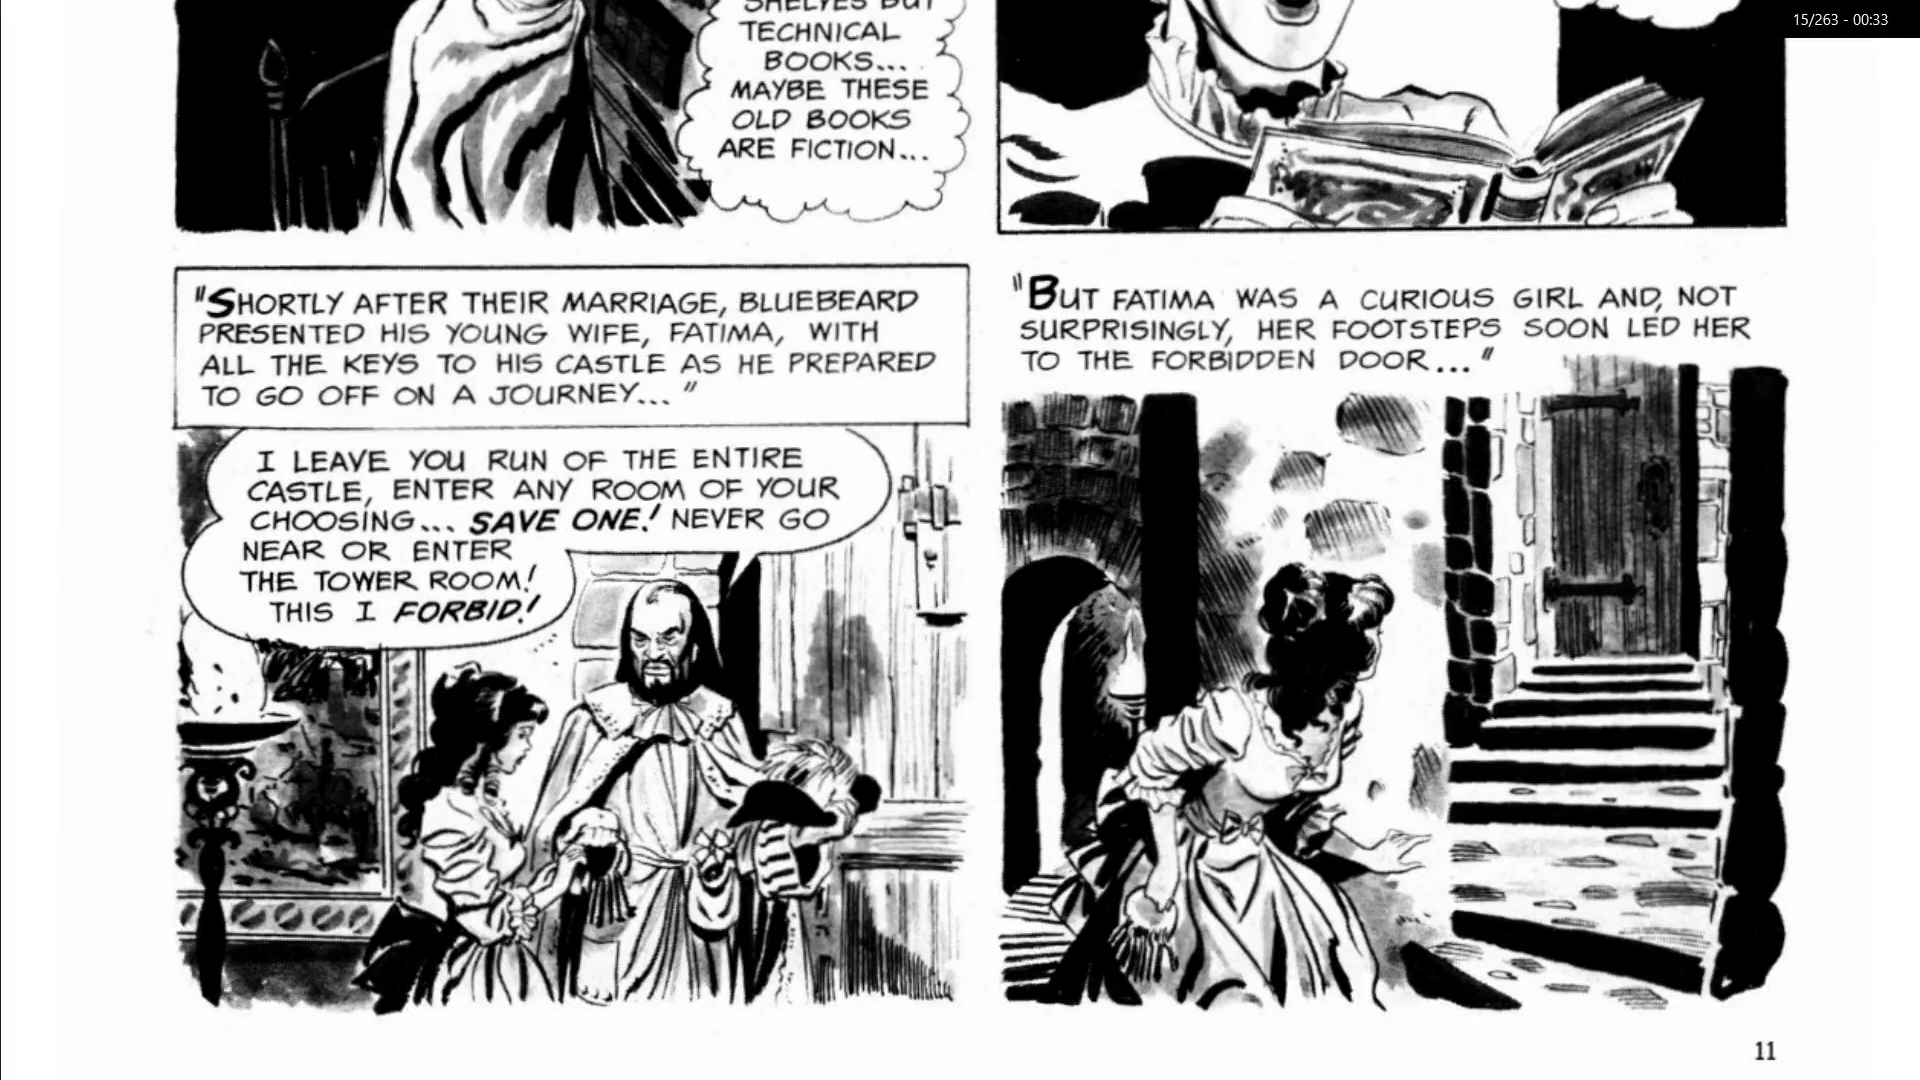 SHELVES BUT
TECHNICAL
BOOKS...
MAYBE THESE
OLD BOOKS
ARE FICTION...
15/263 - 00:33
"SHORTLY AFTER THEIR MARRIAGE, BLUEBEARD
PRESENTED HIS YOUNG WIFE, FATIMA, WITH
ALL THE KEYS TO HIS CASTLE AS HE PREPARED
TO GO OFF ON A JOURNEY..."
I LEAVE YOU RUN OF THE ENTIRE
CASTLE, ENTER ANY ROOM OF YOUR
CHOOSING... SAVE ONE! NEVER GO
NEAR OR ENTER
THE TOWER ROOM!
THIS I FORBID!
"BUT FATIMA WAS A CURIOUS GIRL AND, NOT
SURPRISINGLY, HER FOOTSTEPS SOON LED HER
TO THE FORBIDDEN DOOR..."
11